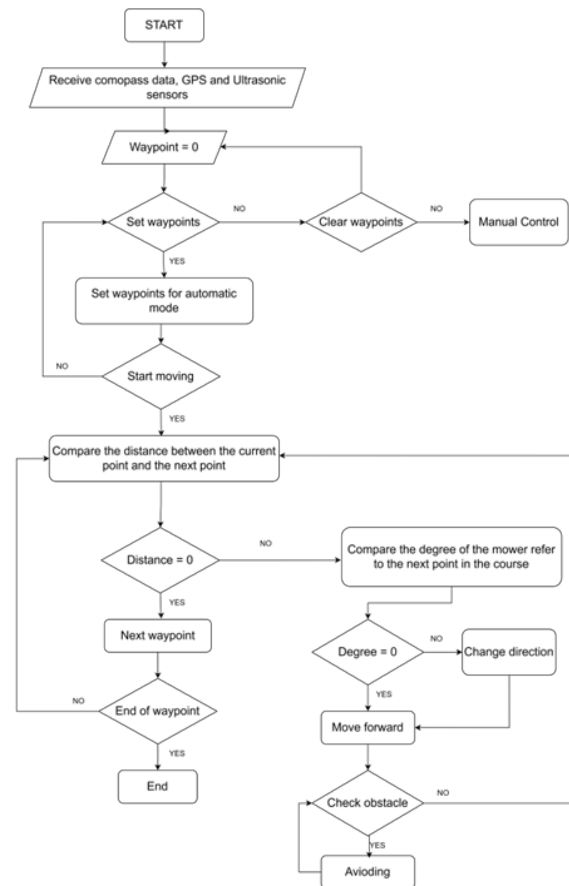 START
Receive comopass data, GPS and Ultrasonic
sensors
Waypoint = 0
Set waypoints
NO
Clear waypoints
NO
Manual Control
YES
Set waypoints for automatic
mode
NO
Start moving
YES
Compare the distance between the current
point and the next point
Distance = 0
NO
Compare the degree of the mower refer
to the next point in the course
YES
Next waypoint
Degree = 0
NO
Change direction
NO
End of waypoint
YES
Move forward
YES
End
Check obstacle
NO
YES
Avioding